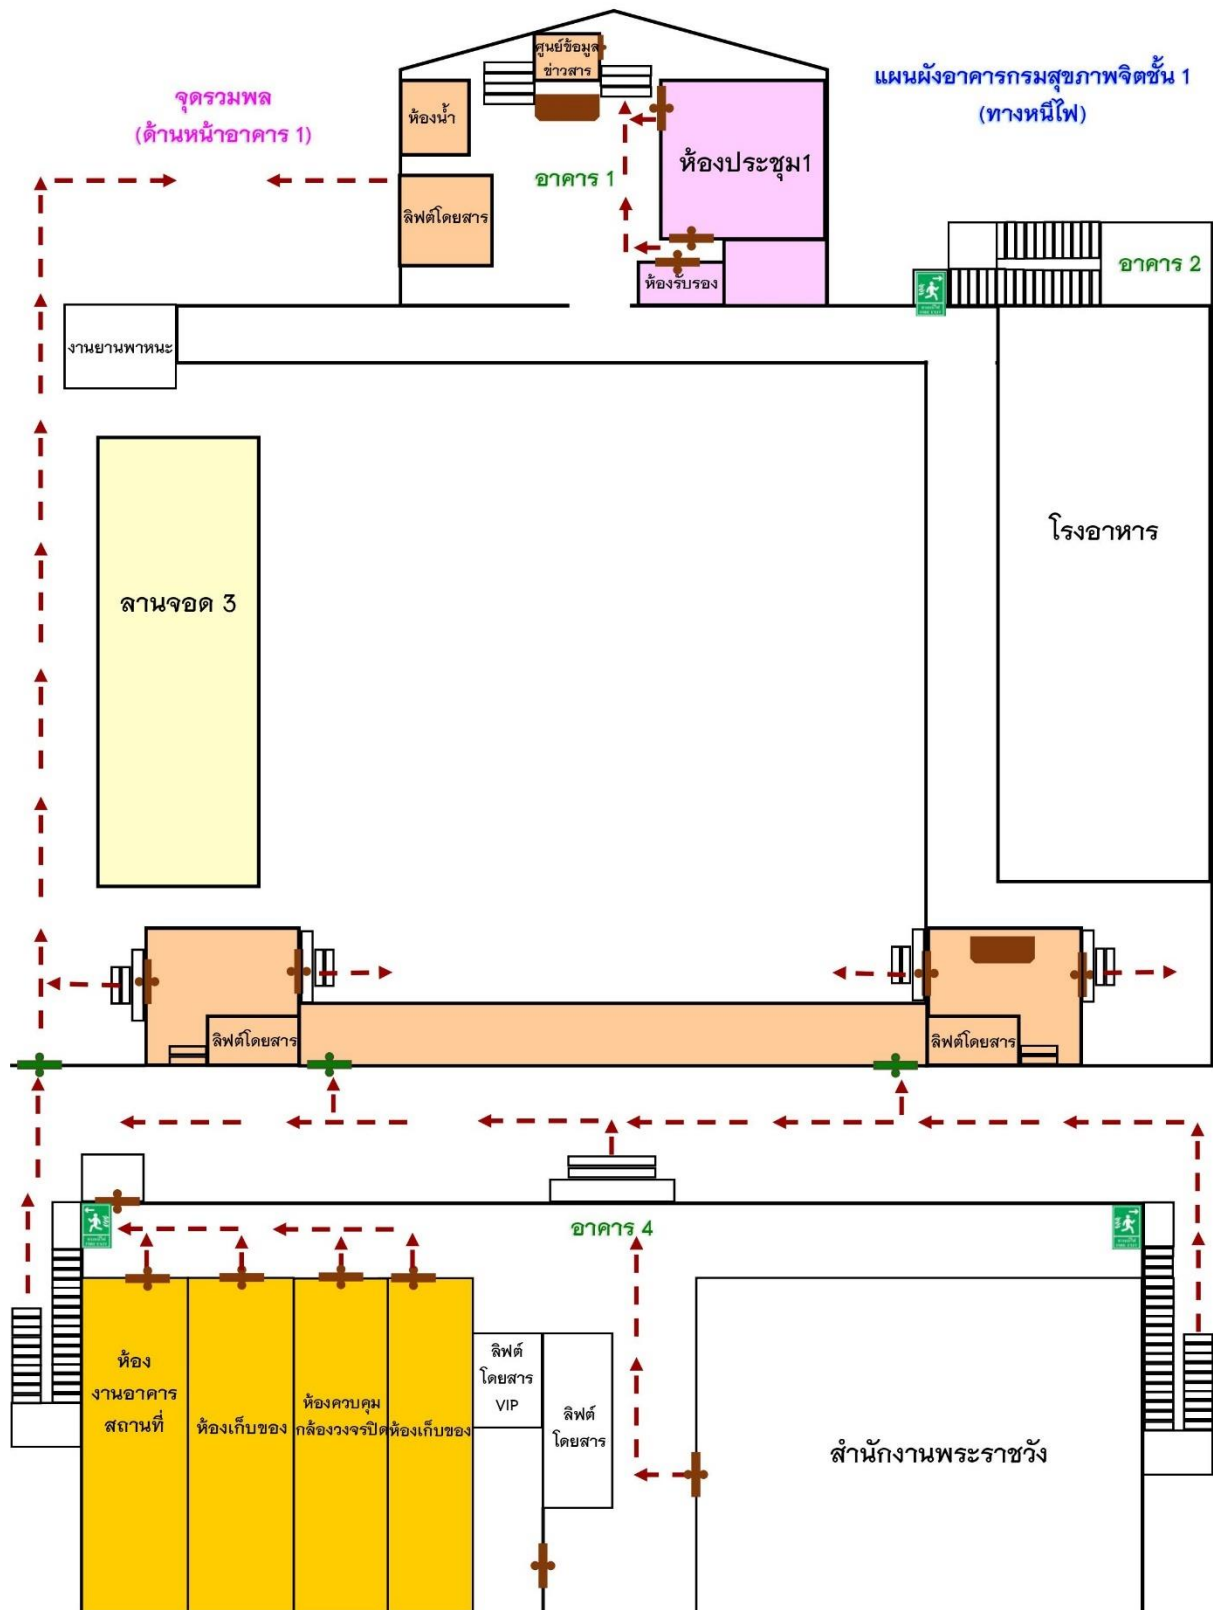 ศูนย์ข้อมูล
ข่าวสาร
แผนผังอาคารกรมสุขภาพจิตชั้น 1
(ทางหนีไฟ)
จุดรวมพล
(ด้านหน้าอาคาร 1)
ห้องน้ำ
ห้องประชุม1
อาคาร 1
ลิฟต์โดยสาร
ห้องรับรอง
อาคาร 2
งานยานพาหนะ
โรงอาหาร
ลานจอด 3
ลิฟต์โดยสาร
ลิฟต์โดยสาร
อาคาร 4
ห้อง
งานอาคาร
สถานที่
ห้องเก็บของ
ห้องควบคุม
กล้องวงจรปิด
ห้องเก็บของ
ลิฟต์
โดยสาร
VIP
ลิฟต์
โดยสาร
สำนักงานพระราชวัง